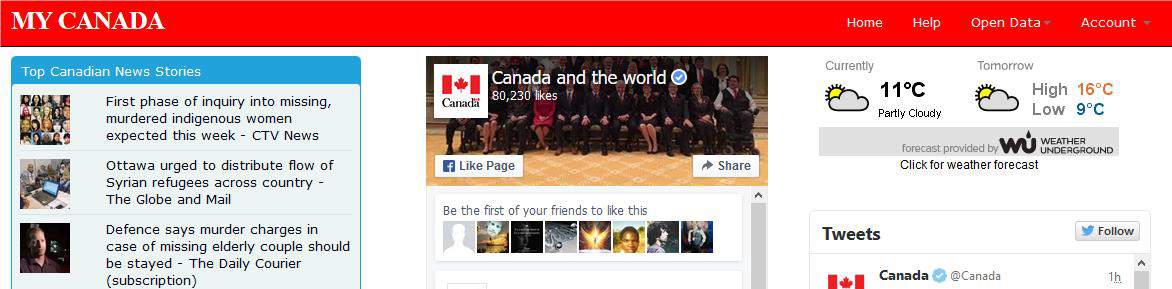 MY CANADA
Home
Help
Open Data
Account
Top Canadian News Stories
First phase of inquiry into missing,
murdered indigenous women
expected this week - CTV News
Ottawa urged to distribute flow of
Syrian refugees across country -
The Globe and Mail
Defence says murder charges in
case of missing elderly couple should
be stayed - The Daily Courier
(subscription)
Canada
Canada and the world
80,230 likes
Like Page
Share
Be the first of your friends to like this
Currently
11°C
Partly Cloudy
Tomorrow
High 16°C
Low 9°C
forecast provided by WU WEATHER
UNDERGROUND
Click for weather forecast
Tweets
Follow
Canada @Canada 1h